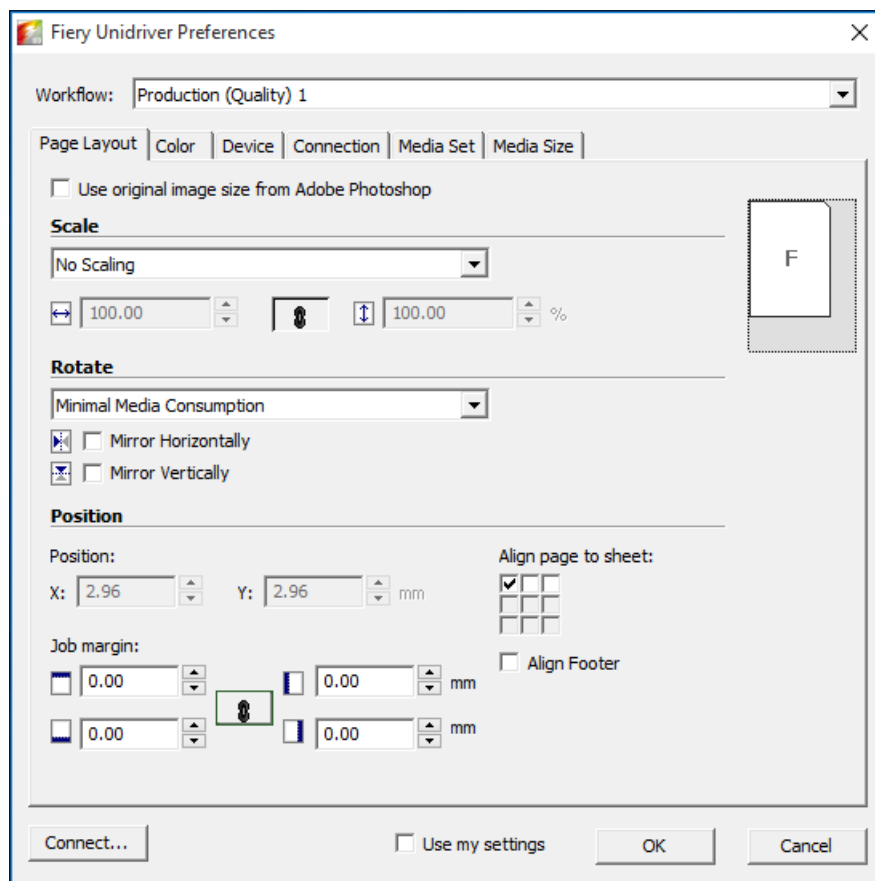 Fiery Unidriver Preferences
Workflow: Production (Quality) 1
Page Layout Color Device Connection Media Set Media Size
Use original image size from Adobe Photoshop
Scale
No Scaling
F
100.00 100.00 %
Rotate
Minimal Media Consumption
Mirror Horizontally
Mirror Vertically
Position
Position: Align page to sheet:
X: 2.96 Y: 2.96 mm
Job margin:
Align Footer
0.00 0.00 mm
0.00 0.00 mm
Connect... Use my settings OK Cancel